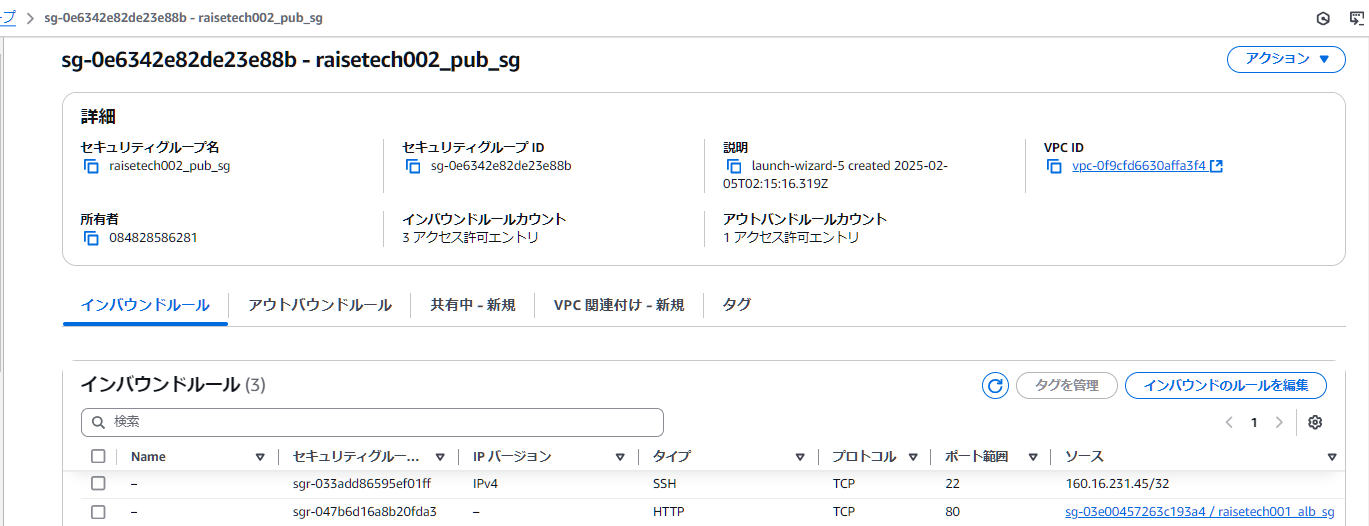 プ > sg-0e6342e82de23e88b - raisetech002_pub_sg
sg-0e6342e82de23e88b - raisetech002_pub_sg
アクション ▼
詳細
セキュリティグループ名
raisetech002_pub_sg
セキュリティグループ ID
sg-0e6342e82de23e88b
説明
launch-wizard-5 created 2025-02-
05T02:15:16.319Z
VPC ID
vpc-0f9cfd6630affa3f4
所有者
084828586281
インバウンドルールカウント
3 アクセス許可エントリ
アウトバンドルールカウント
1 アクセス許可エントリ
インバウンドルール アウトバウンドルール 共有中 - 新規 VPC 関連付け - 新規 タグ
インバウンドルール (3)
タグを管理 インバウンドのルールを編集
検索
1
Name セキュリティグルー... IP バージョン タイプ プロトコル ポート範囲 ソース
– sgr-033add86595ef01ff IPv4 SSH TCP 22 160.16.231.45/32
– sgr-047b6d16a8b20fda3 – HTTP TCP 80 sg-03e00457263c193a4 / raisetech001_alb_sg